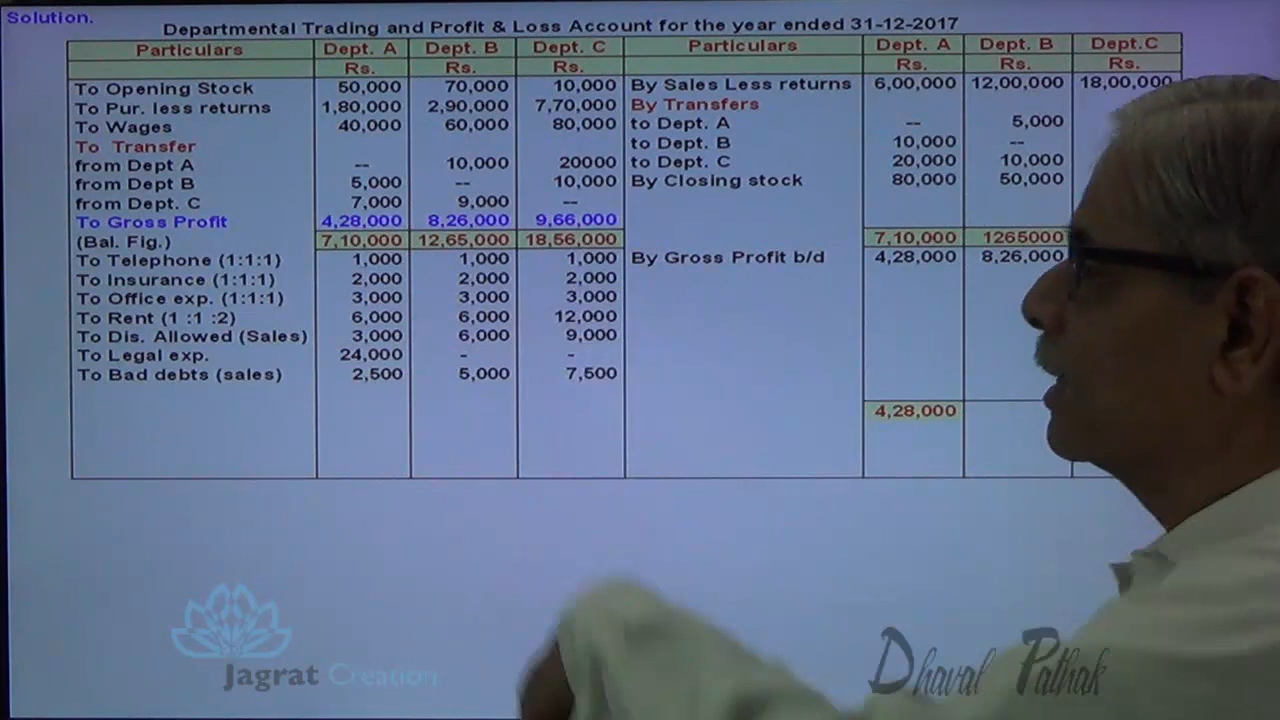 Solution.
Departmental Trading and Profit & Loss Account for the year ended 31-12-2017
Particulars Dept. A Dept. B Dept. C Particulars Dept. A Dept. B Dept.C
Rs. Rs. Rs. Rs. Rs. Rs.
To Opening Stock 50,000 70,000 10,000 By Sales Less returns 6,00,000 12,00,000 18,00,000
To Pur. less returns 1,80,000 2,90,000 7,70,000 By Transfers
To Wages 40,000 60,000 80,000 to Dept. A -- 5,000
To Transfer to Dept. B 10,000 --
from Dept A -- 10,000 20000 to Dept. C 20,000 10,000
from Dept B 5,000 -- 10,000 By Closing stock 80,000 50,000
from Dept. C 7,000 9,000 --
To Gross Profit 4,28,000 8,26,000 9,66,000
(Bal. Fig.) 7,10,000 12,65,000 18,56,000 7,10,000 1265000
To Telephone (1:1:1) 1,000 1,000 1,000 By Gross Profit b/d 4,28,000 8,26,000
To Insurance (1:1:1) 2,000 2,000 2,000
To Office exp. (1:1:1) 3,000 3,000 3,000
To Rent (1 :1 :2) 6,000 6,000 12,000
To Dis. Allowed (Sales) 3,000 6,000 9,000
To Legal exp. 24,000 - -
To Bad debts (sales) 2,500 5,000 7,500
4,28,000
Jagrat Creation
Dhaval Pathak